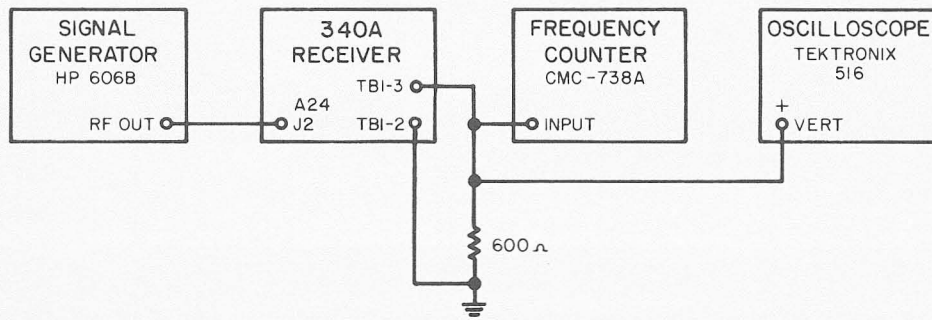 SIGNAL
GENERATOR
HP 606B
RF OUT
340A
RECEIVER
TB1-3
A24
J2
TB1-2
FREQUENCY
COUNTER
CMC-738A
INPUT
OSCILLOSCOPE
TEKTRONIX
516
+
VERT
600 Ω